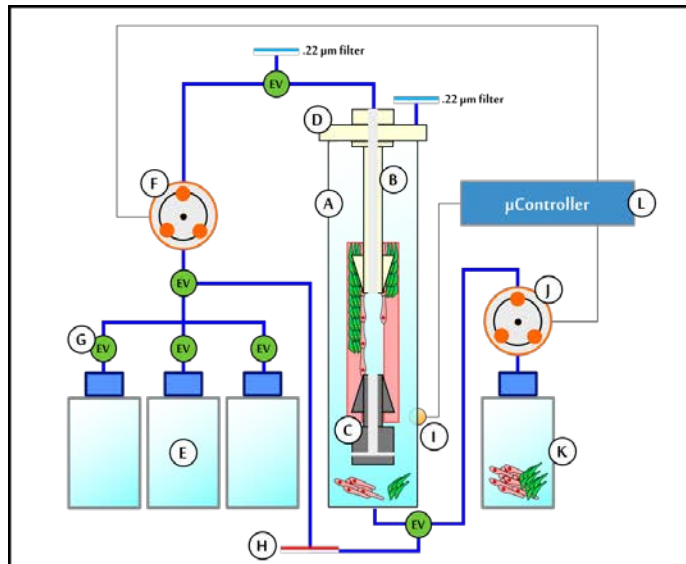 .22 µm filter
EV
.22 µm filter
D
B
F
A
µController
L
EV
J
G
EV
EV
EV
C
I
E
K
EV
H